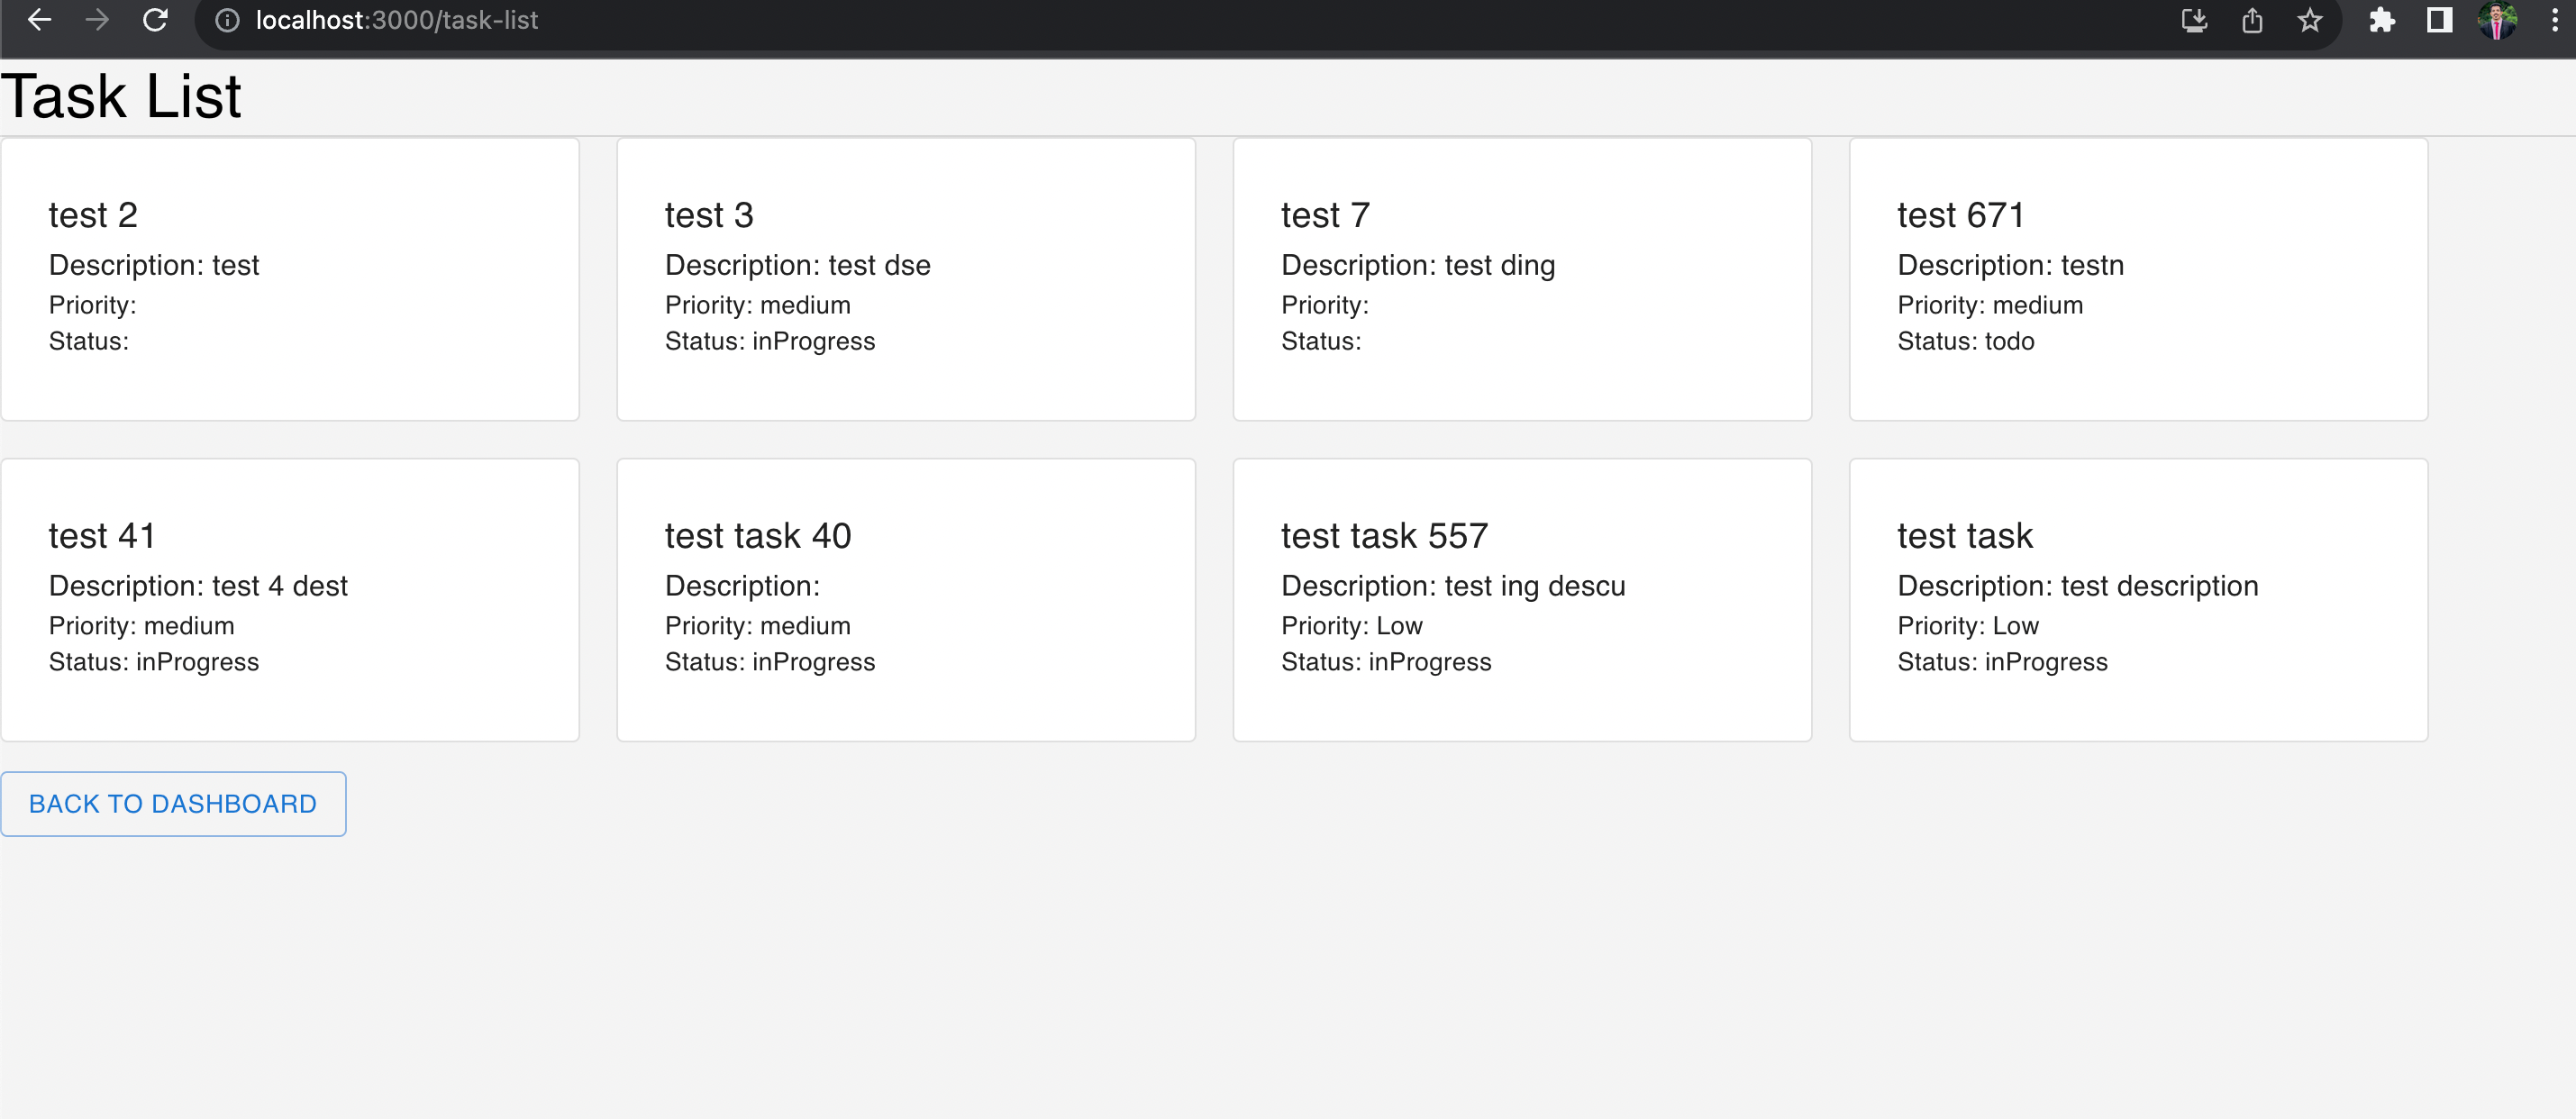 localhost:3000/task-list
Task List
test 2
Description: test
Priority:
Status:
test 3
Description: test dse
Priority: medium
Status: inProgress
test 7
Description: test ding
Priority:
Status:
test 671
Description: testn
Priority: medium
Status: todo
test 41
Description: test 4 dest
Priority: medium
Status: inProgress
test task 40
Description:
Priority: medium
Status: inProgress
test task 557
Description: test ing descu
Priority: Low
Status: inProgress
test task
Description: test description
Priority: Low
Status: inProgress
BACK TO DASHBOARD